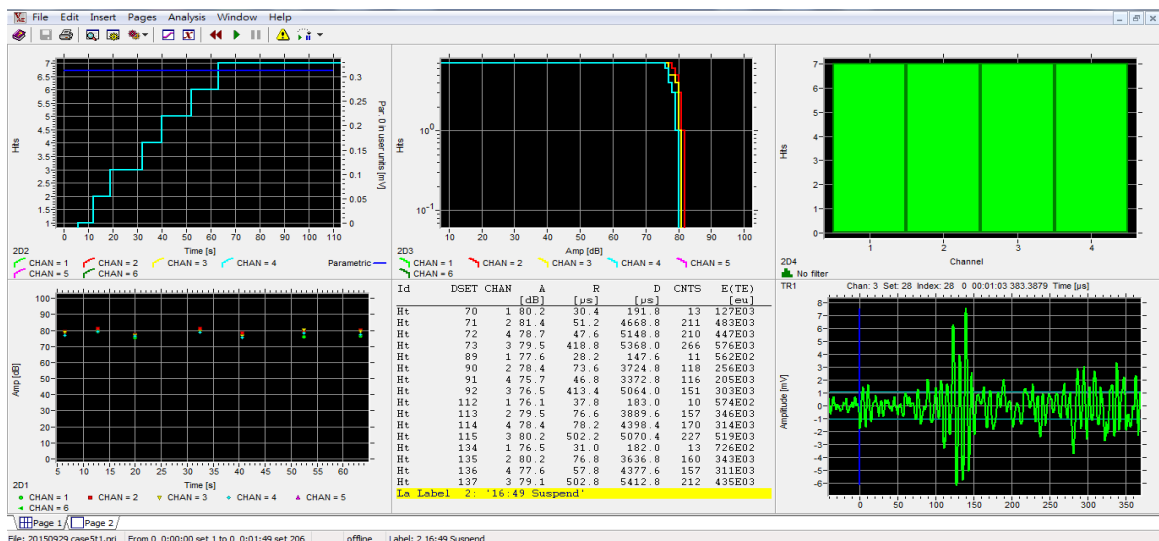 File Edit Insert Pages Analysis Window Help
7
6.5
6
5.5
5
4.5
4
3.5
3
2.5
2
1.5
1
Hits
0.3
0.25
0.2
0.15
0.1
0.05
0
Par. 0 in user units [mV]
0 10 20 30 40 50 60 70 80 90 100 110
2D2 Time [s]
CHAN = 1 CHAN = 2 CHAN = 3 CHAN = 4 Parametric
CHAN = 5 CHAN = 6
Hits
10^0
10^-1
10 20 30 40 50 60 70 80 90 100
2D3 Amp [dB]
CHAN = 1 CHAN = 2 CHAN = 3 CHAN = 4 CHAN = 5
CHAN = 6
Hits
7
6
5
4
3
2
1
0
1 2 3 4
2D4 Channel
No filter
100
90
80
70
60
50
40
30
20
10
0
Amp [dB]
5 10 15 20 25 30 35 40 45 50 55 60
2D1 Time [s]
CHAN = 1 CHAN = 2 CHAN = 3 CHAN = 4 CHAN = 5
CHAN = 6
Id DSET CHAN A R D CNTS E(TE)
[dB] [µs] [µs] [eu]
Ht 70 1 80.2 30.4 191.8 13 127E03
Ht 71 2 81.4 51.2 4668.8 211 483E03
Ht 72 4 78.7 47.6 5148.8 210 447E03
Ht 73 3 79.5 418.8 5368.0 266 576E03
Ht 89 1 77.6 28.2 147.6 11 562E02
Ht 90 2 78.4 73.6 3724.8 118 256E03
Ht 91 4 75.7 46.8 3372.8 116 205E03
Ht 92 3 76.5 413.4 5064.0 151 303E03
Ht 112 1 76.1 37.8 183.0 10 574E02
Ht 113 2 79.5 76.6 3889.6 157 346E03
Ht 114 4 78.4 78.2 4398.4 170 314E03
Ht 115 3 80.2 502.2 5070.4 227 519E03
Ht 134 1 76.5 31.0 182.0 13 726E02
Ht 135 2 80.2 76.8 3636.8 160 343E03
Ht 136 4 77.6 57.8 4377.6 157 311E03
Ht 137 3 79.1 502.8 5412.8 212 435E03
La Label 2: '16:49 Suspend'
TR1 Chan: 3 Set: 28 Index: 28 0 00:01:03 383.3879 Time [µs]
8
7
6
5
4
3
2
1
0
-1
-2
-3
-4
-5
-6
Amplitude [mV]
0 50 100 150 200 250 300 350
Page 1 Page 2
File: 20150929 case5t1.pri From 0 0:00:00 set 1 to 0 0:01:49 set 206 offline Label: 2 16:49 Suspend